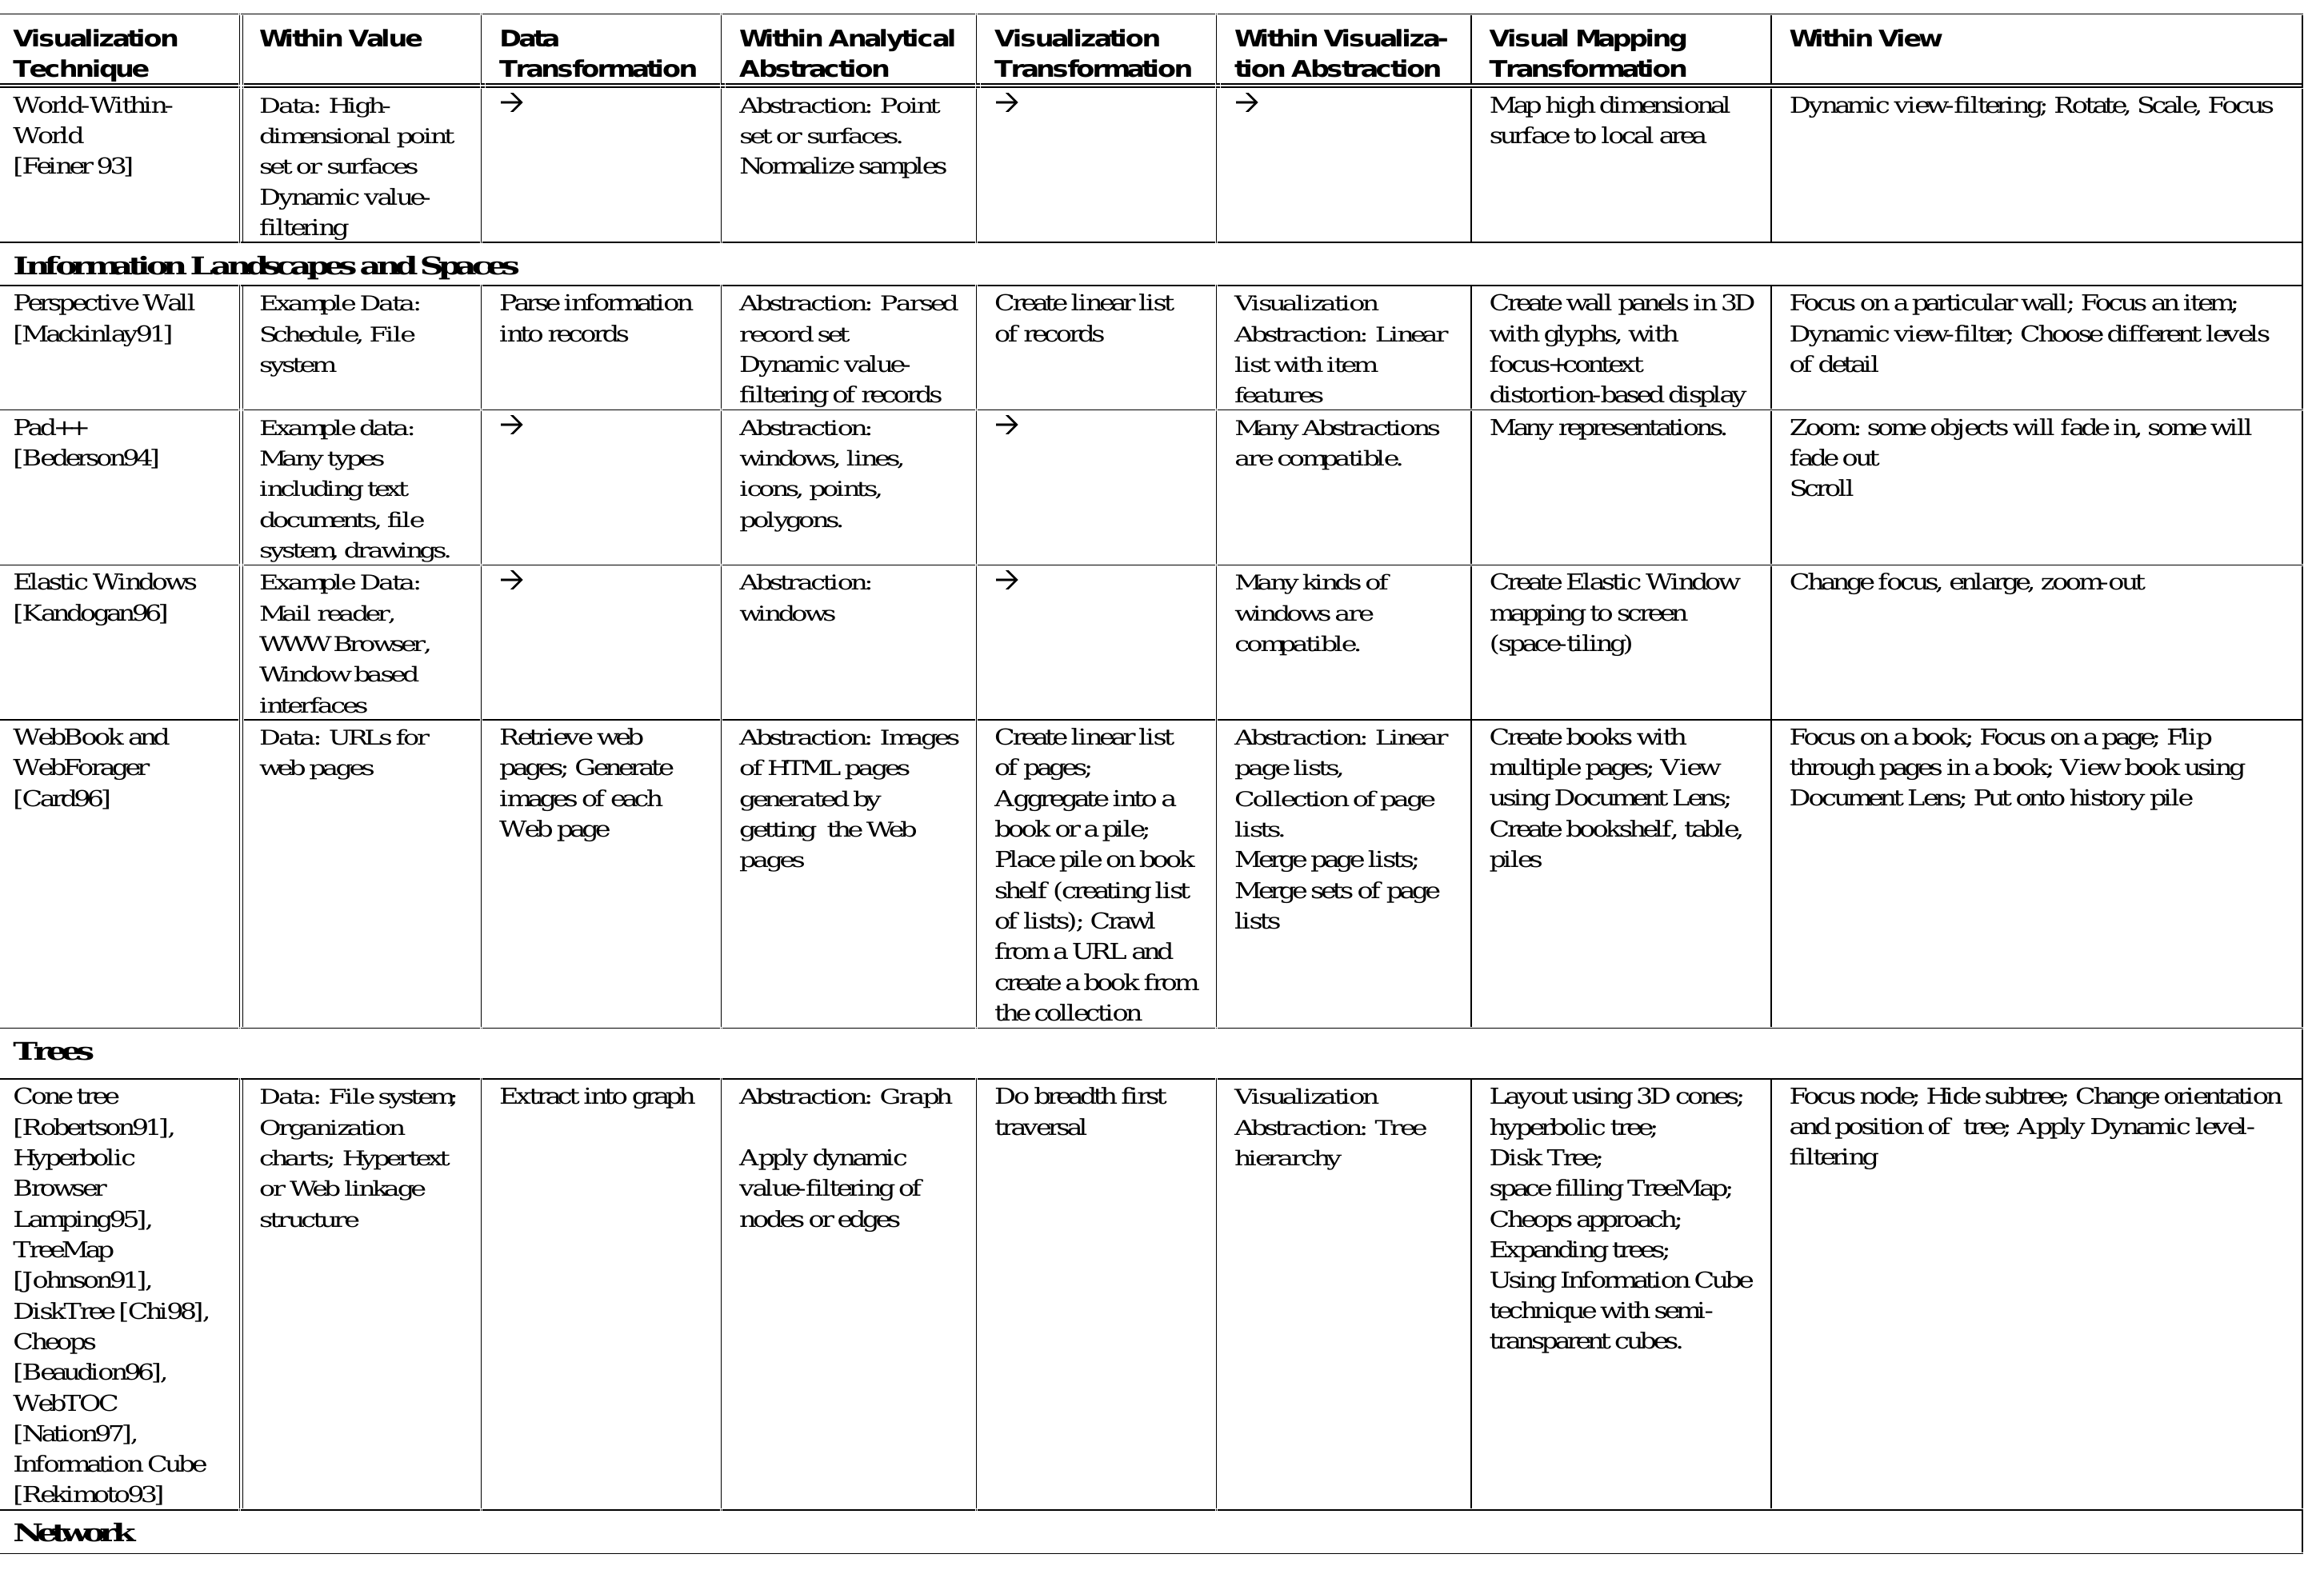 Visualization Technique
Within Value
Data Transformation
Within Analytical Abstraction
Visualization Transformation
Within Visualiza-
tion Abstraction
Visual Mapping Transformation
Within View
World-Within-
World
[Feiner 93]
Data: High-
dimensional point
set or surfaces
Dynamic value-
filtering
→
Abstraction: Point
set or surfaces.
Normalize samples
→
→
Map high dimensional
surface to local area
Dynamic view-filtering; Rotate, Scale, Focus
Information Landscapes and Spaces
Perspective Wall
[Mackinlay91]
Example Data:
Schedule, File
system
Parse information
into records
Abstraction: Parsed
record set
Dynamic value-
filtering of records
Create linear list
of records
Visualization
Abstraction: Linear
list with item
features
Create wall panels in 3D
with glyphs, with
focus+context
distortion-based display
Focus on a particular wall; Focus an item;
Dynamic view-filter; Choose different levels
of detail
Pad++
[Bederson94]
Example data:
Many types
including text
documents, file
system, drawings.
→
Abstraction:
windows, lines,
icons, points,
polygons.
→
Many Abstractions
are compatible.
Many representations.
Zoom: some objects will fade in, some will
fade out
Scroll
Elastic Windows
[Kandogan96]
Example Data:
Mail reader,
WWW Browser,
Window based
interfaces
→
Abstraction:
windows
→
Many kinds of
windows are
compatible.
Create Elastic Window
mapping to screen
(space-tiling)
Change focus, enlarge, zoom-out
WebBook and
WebForager
[Card96]
Data: URLs for
web pages
Retrieve web
pages; Generate
images of each
Web page
Abstraction: Images
of HTML pages
generated by
getting the Web
pages
Create linear list
of pages;
Aggregate into a
book or a pile;
Place pile on book
shelf (creating list
of lists); Crawl
from a URL and
create a book from
the collection
Abstraction: Linear
page lists,
Collection of page
lists.
Merge page lists;
Merge sets of page
lists
Create books with
multiple pages; View
using Document Lens;
Create bookshelf, table,
piles
Focus on a book; Focus on a page; Flip
through pages in a book; View book using
Document Lens; Put onto history pile
Trees
Cone tree
[Robertson91],
Hyperbolic
Browser
Lamping95],
TreeMap
[Johnson91],
DiskTree [Chi98],
Cheops
[Beaudion96],
WebTOC
[Nation97],
Information Cube
[Rekimoto93]
Data: File system;
Organization
charts; Hypertext
or Web linkage
structure
Extract into graph
Abstraction: Graph
Apply dynamic
value-filtering of
nodes or edges
Do breadth first
traversal
Visualization
Abstraction: Tree
hierarchy
Layout using 3D cones;
hyperbolic tree;
Disk Tree;
space filling TreeMap;
Cheops approach;
Expanding trees;
Using Information Cube
technique with semi-
transparent cubes.
Focus node; Hide subtree; Change orientation
and position of tree; Apply Dynamic level-
filtering
Network